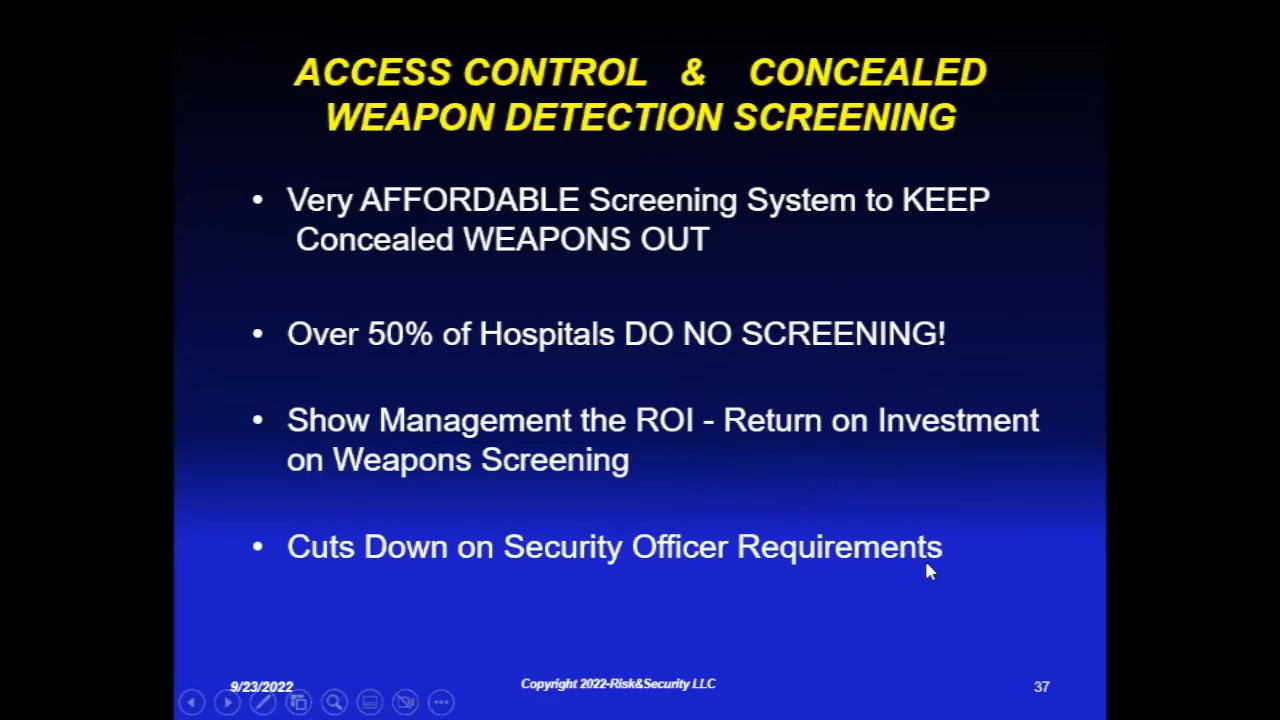 ACCESS CONTROL & CONCEALED
WEAPON DETECTION SCREENING
• Very AFFORDABLE Screening System to KEEP
Concealed WEAPONS OUT
• Over 50% of Hospitals DO NO SCREENING!
• Show Management the ROI - Return on Investment
on Weapons Screening
• Cuts Down on Security Officer Requirements
9/23/2022
Copyright 2022-Risk&Security LLC
37